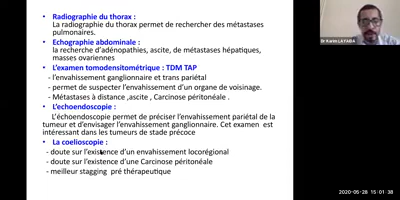 • Radiographie du thorax :
La radiographie du thorax permet de rechercher des métastases
pulmonaires.
• Echographie abdominale :
la recherche d'adénopathies, ascite, de métastases hépatiques,
masses ovariennes
• L'examen tomodensitométrique : TDM TAP
- l'envahissement ganglionnaire et trans pariétal
- permet de suspecter l'envahissement d'un organe de voisinage.
- Métastases à distance ,ascite , Carcinose péritonéale .
• L'echoendoscopie :
L'échoendoscopie permet de préciser l'envahissement pariétal de la
tumeur et d'envisager l'envahissement ganglionnaire. Cet examen est
intéressant dans les tumeurs de stade précoce
• La coelioscopie :
- doute sur l'existence d'un envahissement locorégional
- doute sur l'existence d'une Carcinose péritonéale
- meilleur stagging pré thérapeutique
Dr Karim LAYAIDA
2020-05-28 15:01:38